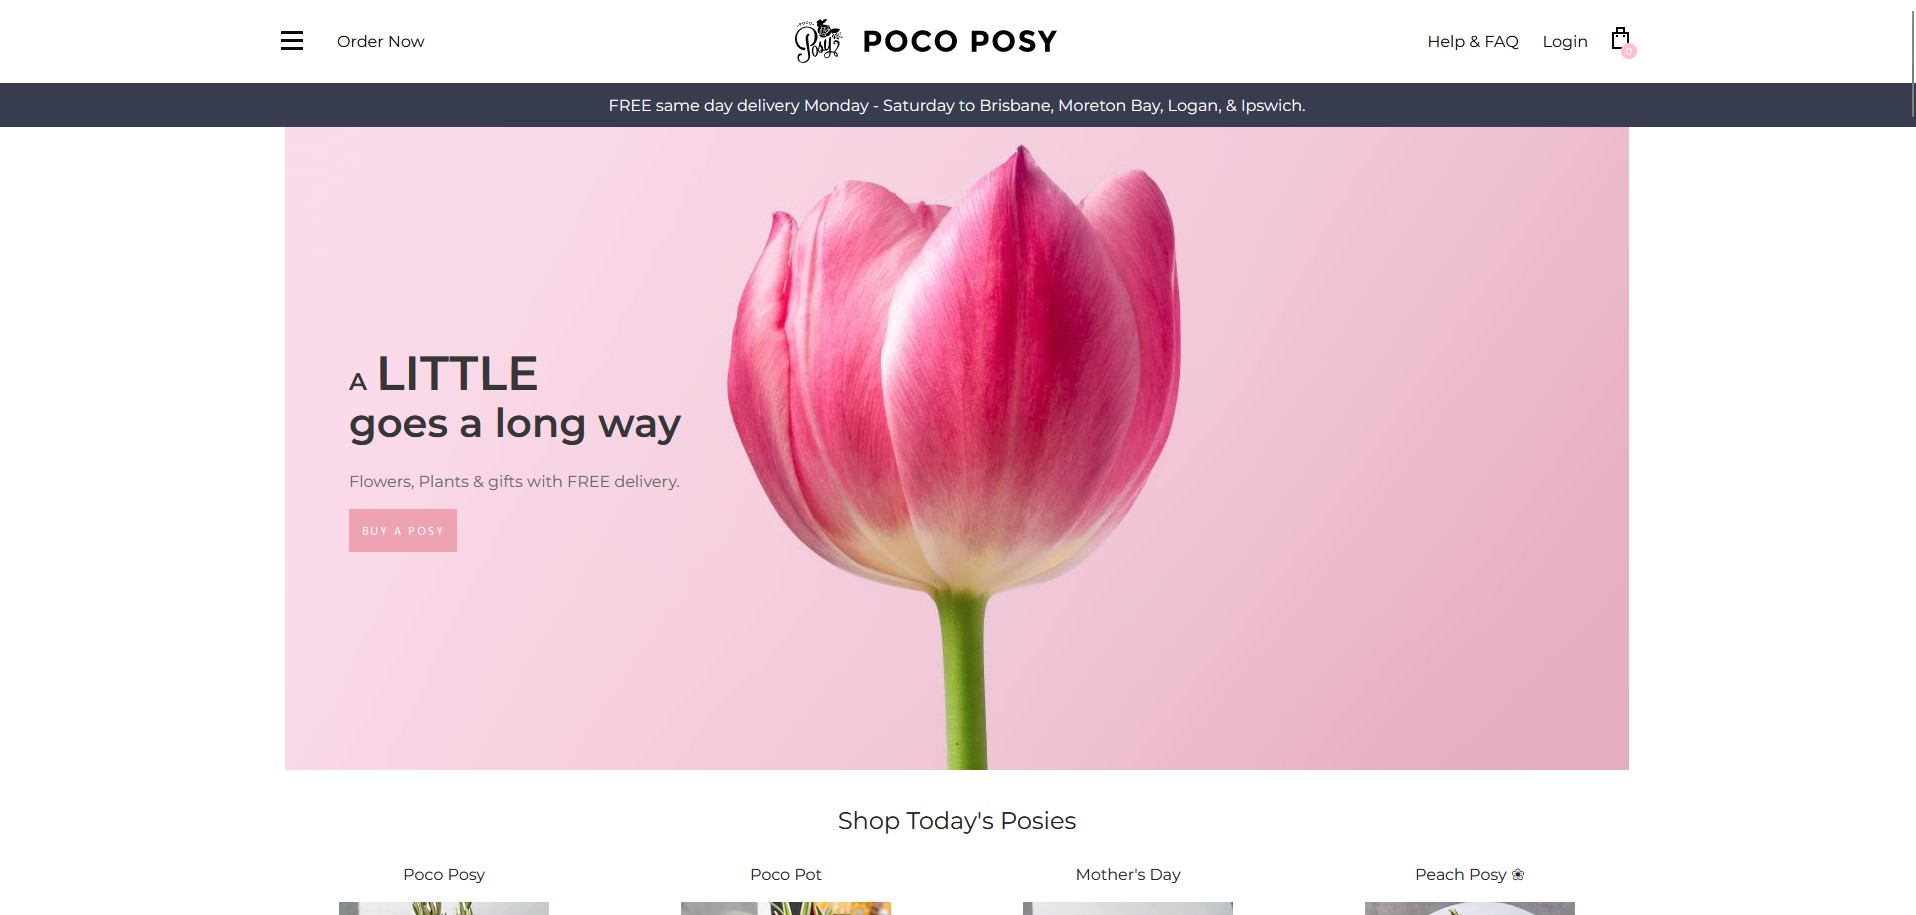 Order Now
POCO
Posy
POCO POSY
Help & FAQ
Login
0
FREE same day delivery Monday - Saturday to Brisbane, Moreton Bay, Logan, & Ipswich.
A LITTLE
goes a long way
Flowers, Plants & gifts with FREE delivery.
BUY A POSY
Shop Today's Posies
Poco Posy
Poco Pot
Mother's Day
Peach Posy ❀